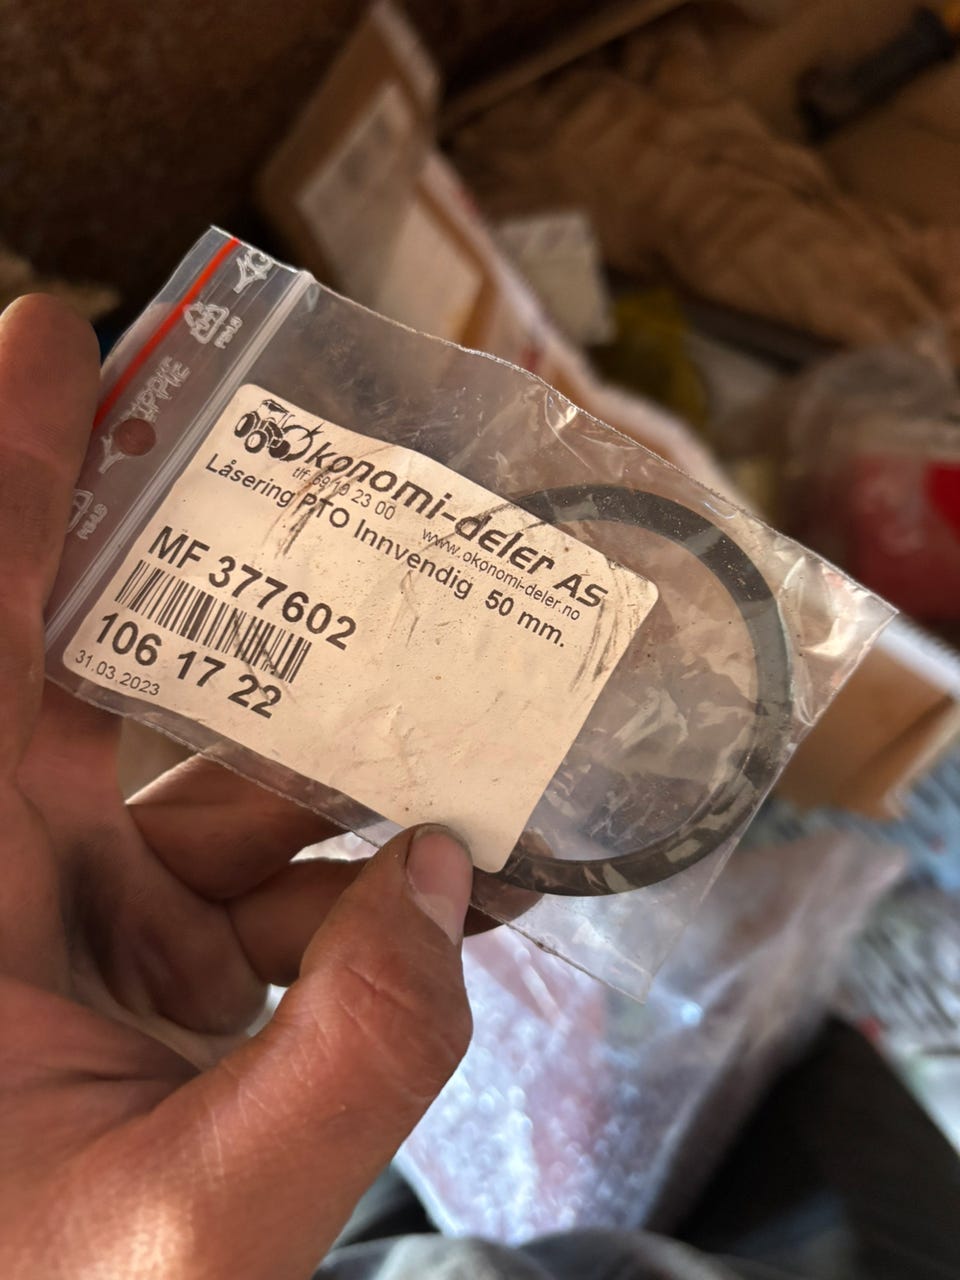 Økonomi-deler AS
tlf. 69 19 23 00 www.okonomi-deler.no
Låsering PTO Innvendig 50 mm.
MF 377602
106 17 22
31.03.2023